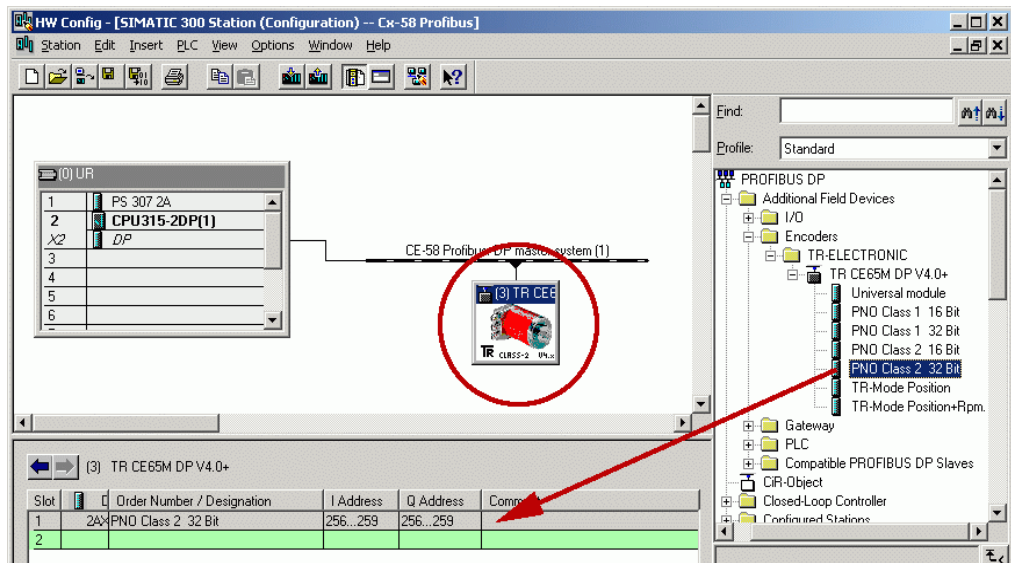 HW Config - [SIMATIC 300 Station (Configuration) -- Cx-58 Profibus]
Station Edit Insert PLC View Options Window Help
Find:
Profile: Standard
(0) UR
1 PS 307 2A
2 CPU315-2DP(1)
X2 DP
3
4
5
6
CE-58 Profibus: DP master system (1)
(3) TR CE6
TR CLASS-2 V4.x
PROFIBUS DP
Additional Field Devices
I/O
Encoders
TR-ELECTRONIC
TR CE65M DP V4.0+
Universal module
PNO Class 1 16 Bit
PNO Class 1 32 Bit
PNO Class 2 16 Bit
PNO Class 2 32 Bit
TR-Mode Position
TR-Mode Position+Rpm.
Gateway
PLC
Compatible PROFIBUS DP Slaves
CiR-Object
Closed-Loop Controller
Configured Stations
(3) TR CE65M DP V4.0+
Slot D Order Number / Designation I Address Q Address Comment
1 2AX PNO Class 2 32 Bit 256...259 256...259
2